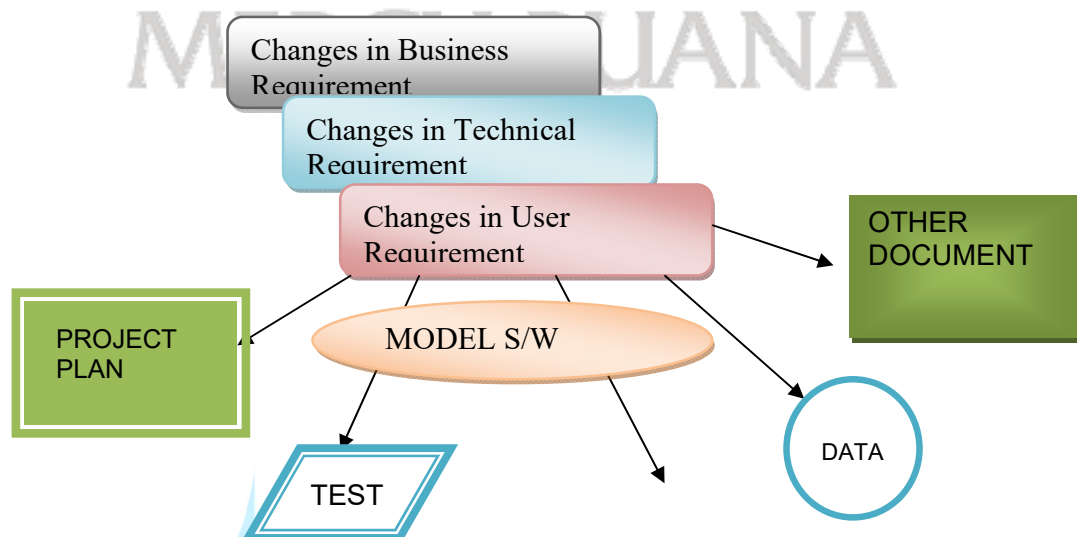 Changes in Business
Requirement
Changes in Technical
Requirement
Changes in User
Requirement
OTHER
DOCUMENT
PROJECT
PLAN
MODEL S/W
TEST
DATA